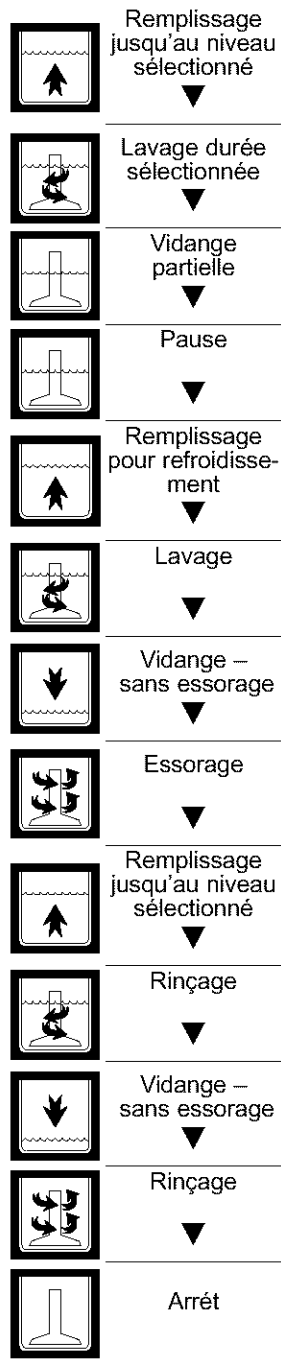 Remplissage
jusqu'au niveau
sélectionné
Lavage durée
sélectionnée
Vidange
partielle
Pause
Remplissage
pour refroidisse-
ment
Lavage
Vidange –
sans essorage
Essorage
Remplissage
jusqu'au niveau
sélectionné
Rinçage
Vidange –
sans essorage
Rinçage
Arrét